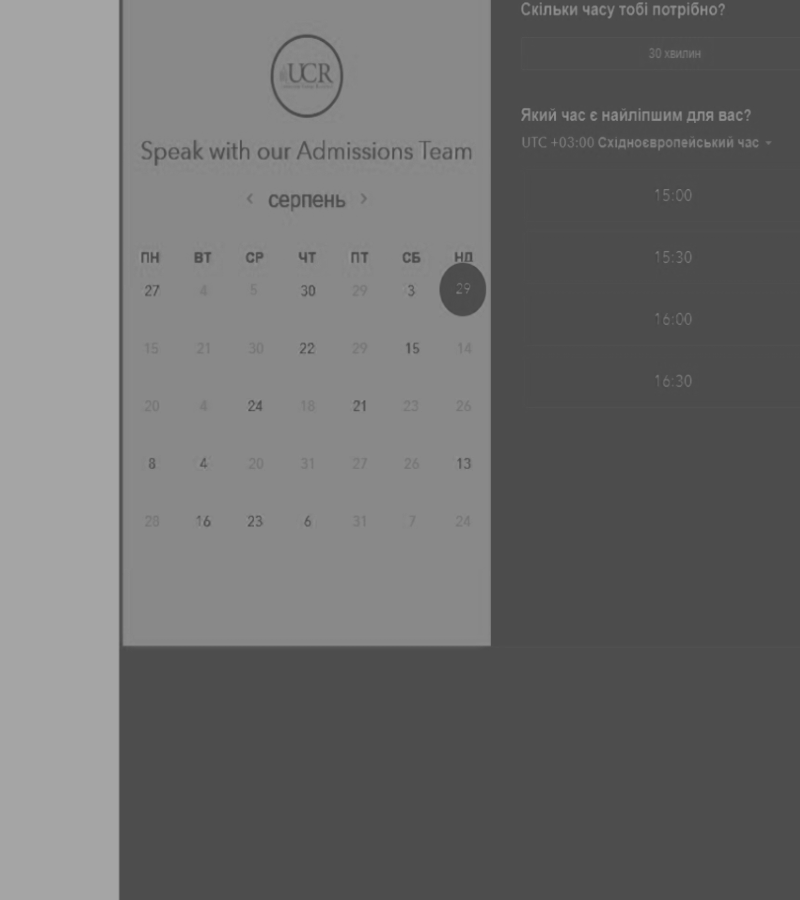 UCR
Speak with our Admissions Team
‹ серпень ›
ПН ВТ СР ЧТ ПТ СБ НД
27 4 5 30 29 3 29
15 21 30 22 29 15 14
20 4 24 18 21 23 26
8 4 20 31 27 26 13
28 16 23 6 31 7 24
Скільки часу тобі потрібно?
30 хвилин
Який час є найліпшим для вас?
UTC +03:00 Східноєвропейський час
15:00
15:30
16:00
16:30